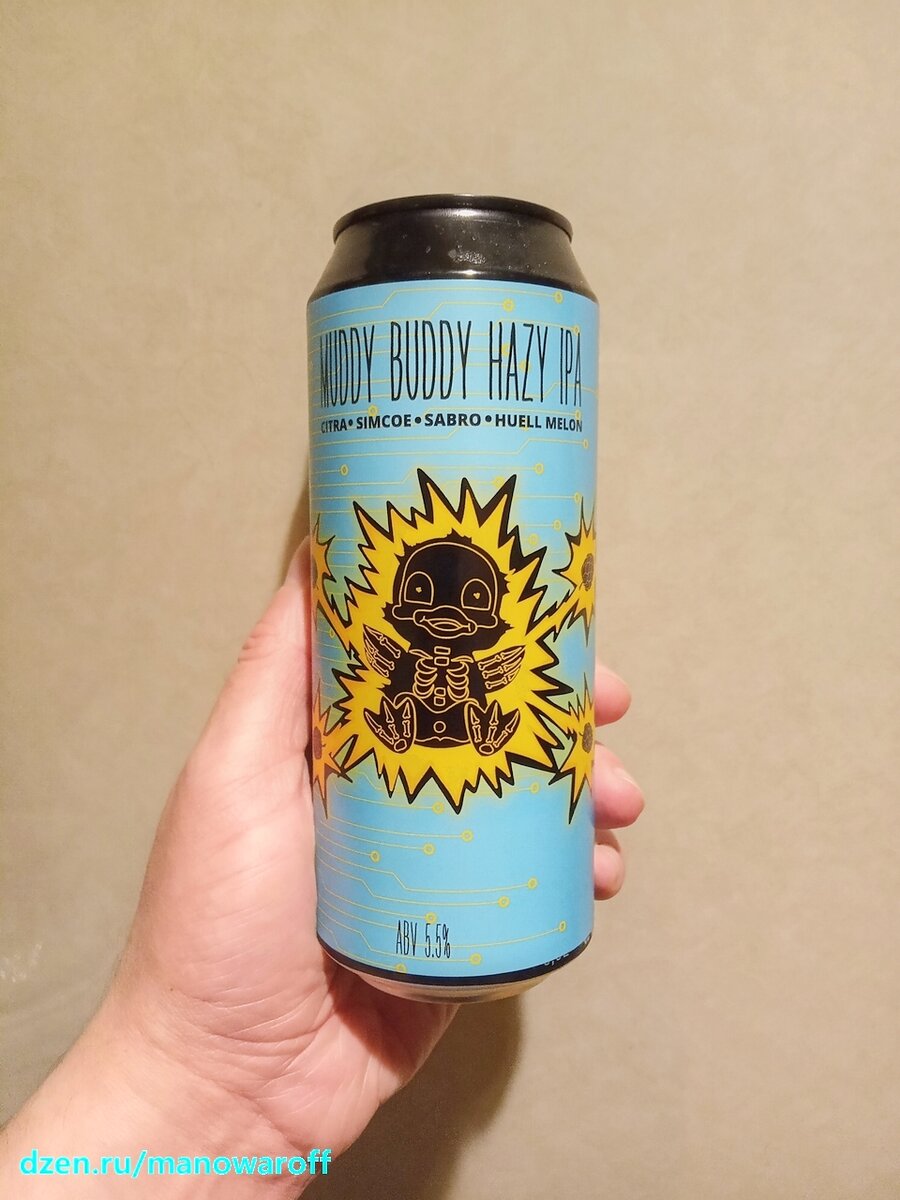 MUDDY BUDDY HAZY IPA
CITRA • SIMCOE • SABRO • HUELL MELON
ABV 5.5%
dzen.ru/manowaroff